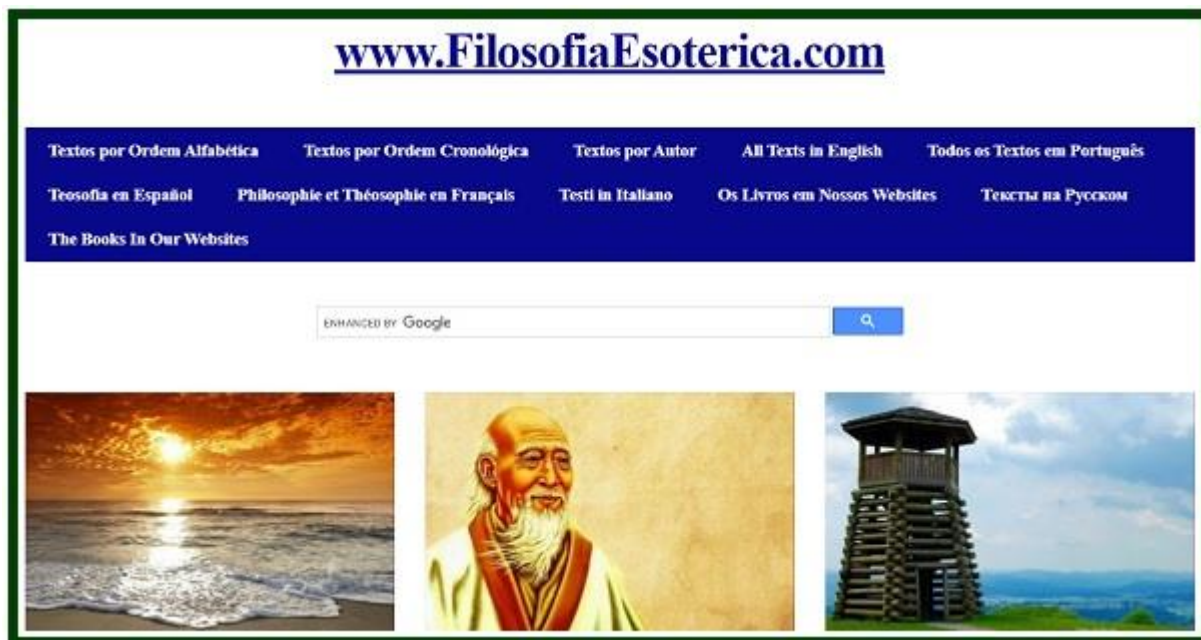 www.FilosofiaEsoterica.com
Textos por Ordem Alfabética Textos por Ordem Cronológica Textos por Autor All Texts in English Todos os Textos em Português
Teosofia en Español Philosophie et Théosophie en Français Testi in Italiano Os Livros em Nossos Websites Тексты на Русском
The Books In Our Websites
ENHANCED BY Google